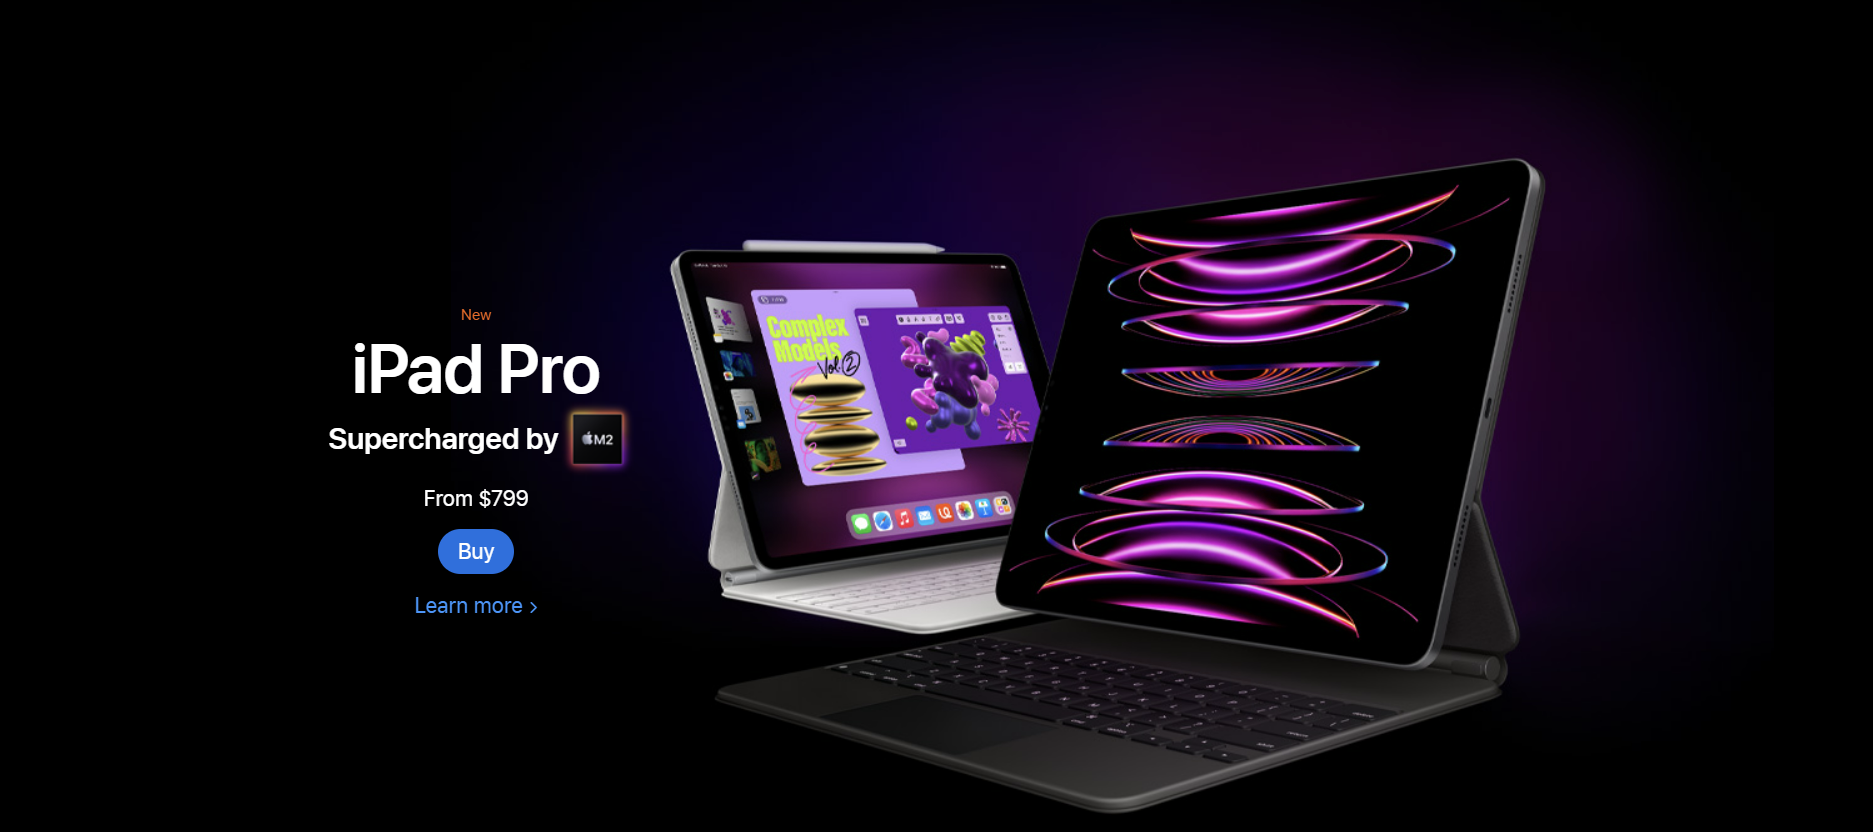 New
iPad Pro
Supercharged by M2
From $799
Buy
Learn more >
Complex
Models
Vol. 2